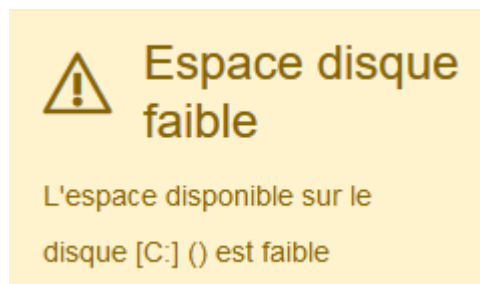 Espace disque
faible
L'espace disponible sur le
disque [C:] () est faible